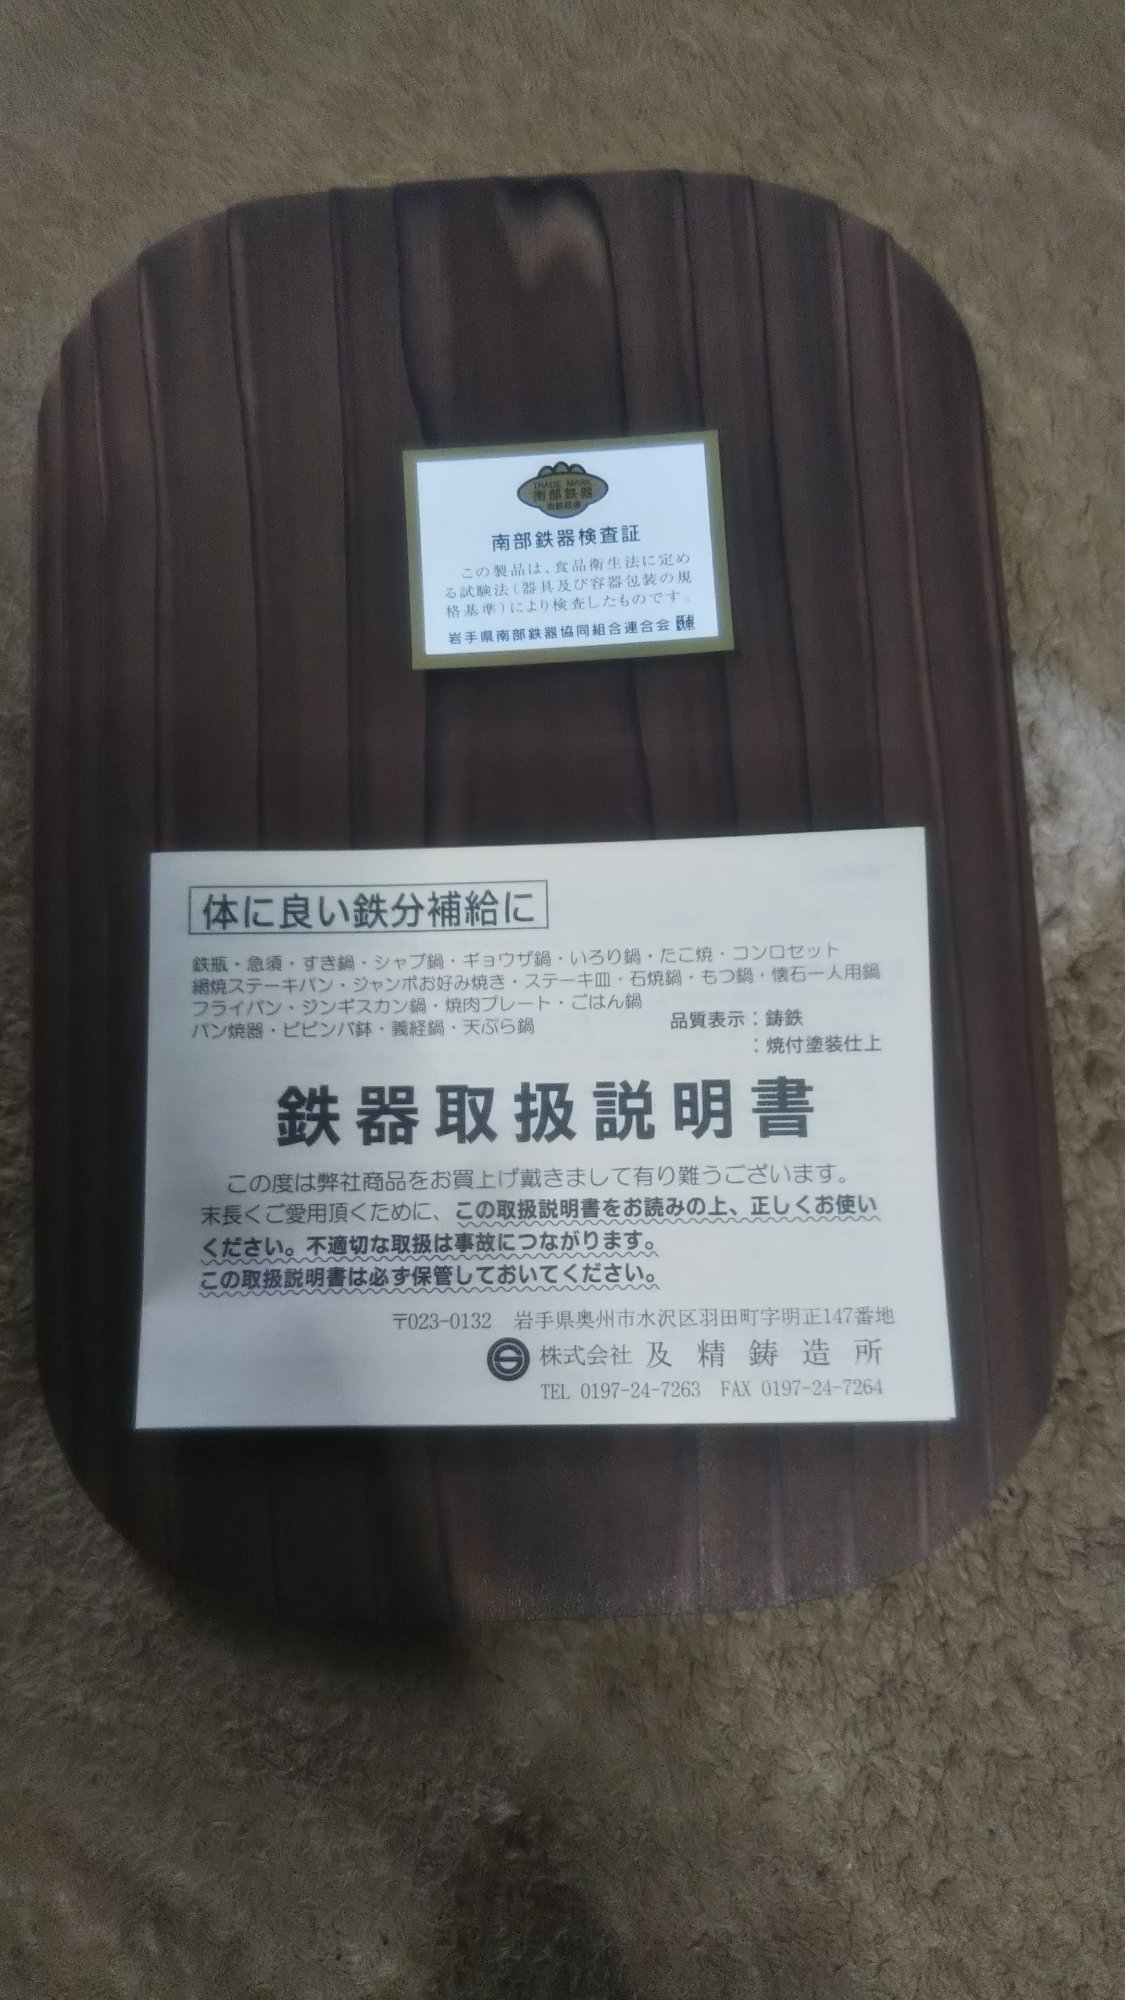 TRADE MARK
南部鉄器
南部鉄器検査証
この製品は、食品衛生法に定め
る試験法(器具及び容器包装の規
格基準)により検査したものです。
岩手県南部鉄器協同組合連合会
体に良い鉄分補給に
鉄瓶・急須・すき鍋・シャブ鍋・ギョウザ鍋・いろり鍋・たこ焼・コンロセット
網焼ステーキパン・ジャンボお好み焼き・ステーキ皿・石焼鍋・もつ鍋・懐石一人用鍋
フライパン・ジンギスカン鍋・焼肉プレート・ごはん鍋
パン焼器・ビビンバ鉢・義経鍋・天ぷら鍋
品質表示:鋳鉄
:焼付塗装仕上
鉄器取扱説明書
この度は弊社商品をお買上げ戴きまして有り難うございます。
末長くご愛用頂くために、この取扱説明書をお読みの上、正しくお使い
ください。不適切な取扱は事故につながります。
この取扱説明書は必ず保管しておいてください。
〒023-0132 岩手県奥州市水沢区羽田町字明正147番地
株式会社 及精鋳造所
TEL 0197-24-7263 FAX 0197-24-7264